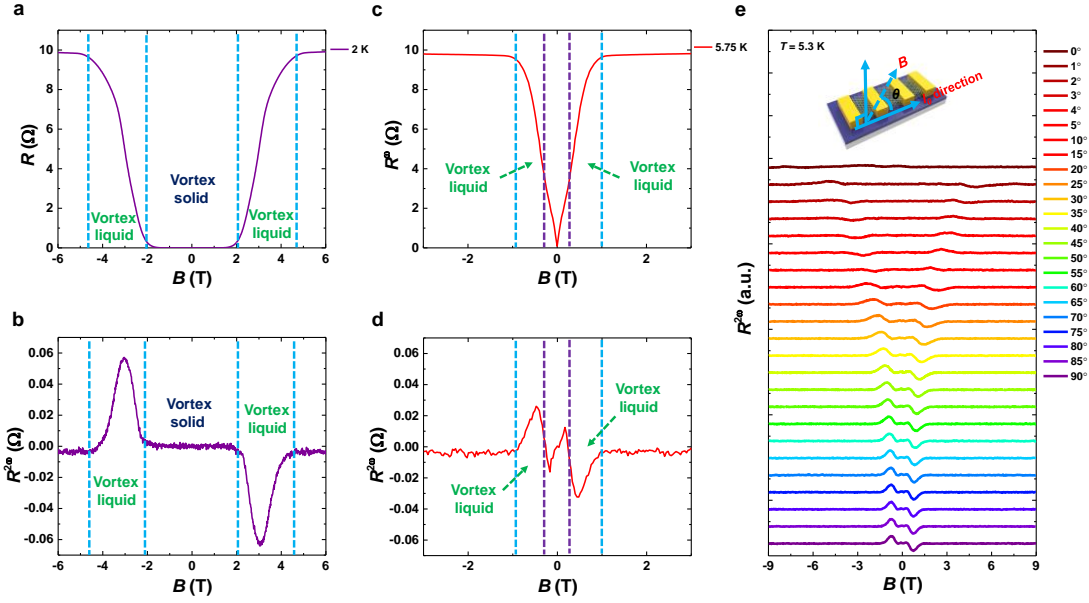 a
R (Ω)
10
8
6
4
2
0
-6
-4
-2
0
2
4
6
B (T)
2 K
Vortex
solid
Vortex
liquid
Vortex
liquid
b
R2ω (Ω)
0.06
0.04
0.02
0.00
-0.02
-0.04
-0.06
-6
-4
-2
0
2
4
6
B (T)
Vortex
solid
Vortex
liquid
Vortex
liquid
c
Rω (Ω)
10
8
6
4
2
0
-2
0
2
B (T)
5.75 K
Vortex
liquid
Vortex
liquid
d
R2ω (Ω)
0.06
0.04
0.02
0.00
-0.02
-0.04
-0.06
-2
0
2
B (T)
Vortex
liquid
Vortex
liquid
e
T = 5.3 K
B
θ
direction
R2ω (a.u.)
-9
-6
-3
0
3
6
9
B (T)
0°
1°
2°
3°
4°
5°
10°
15°
20°
25°
30°
35°
40°
45°
50°
55°
60°
65°
70°
75°
80°
85°
90°